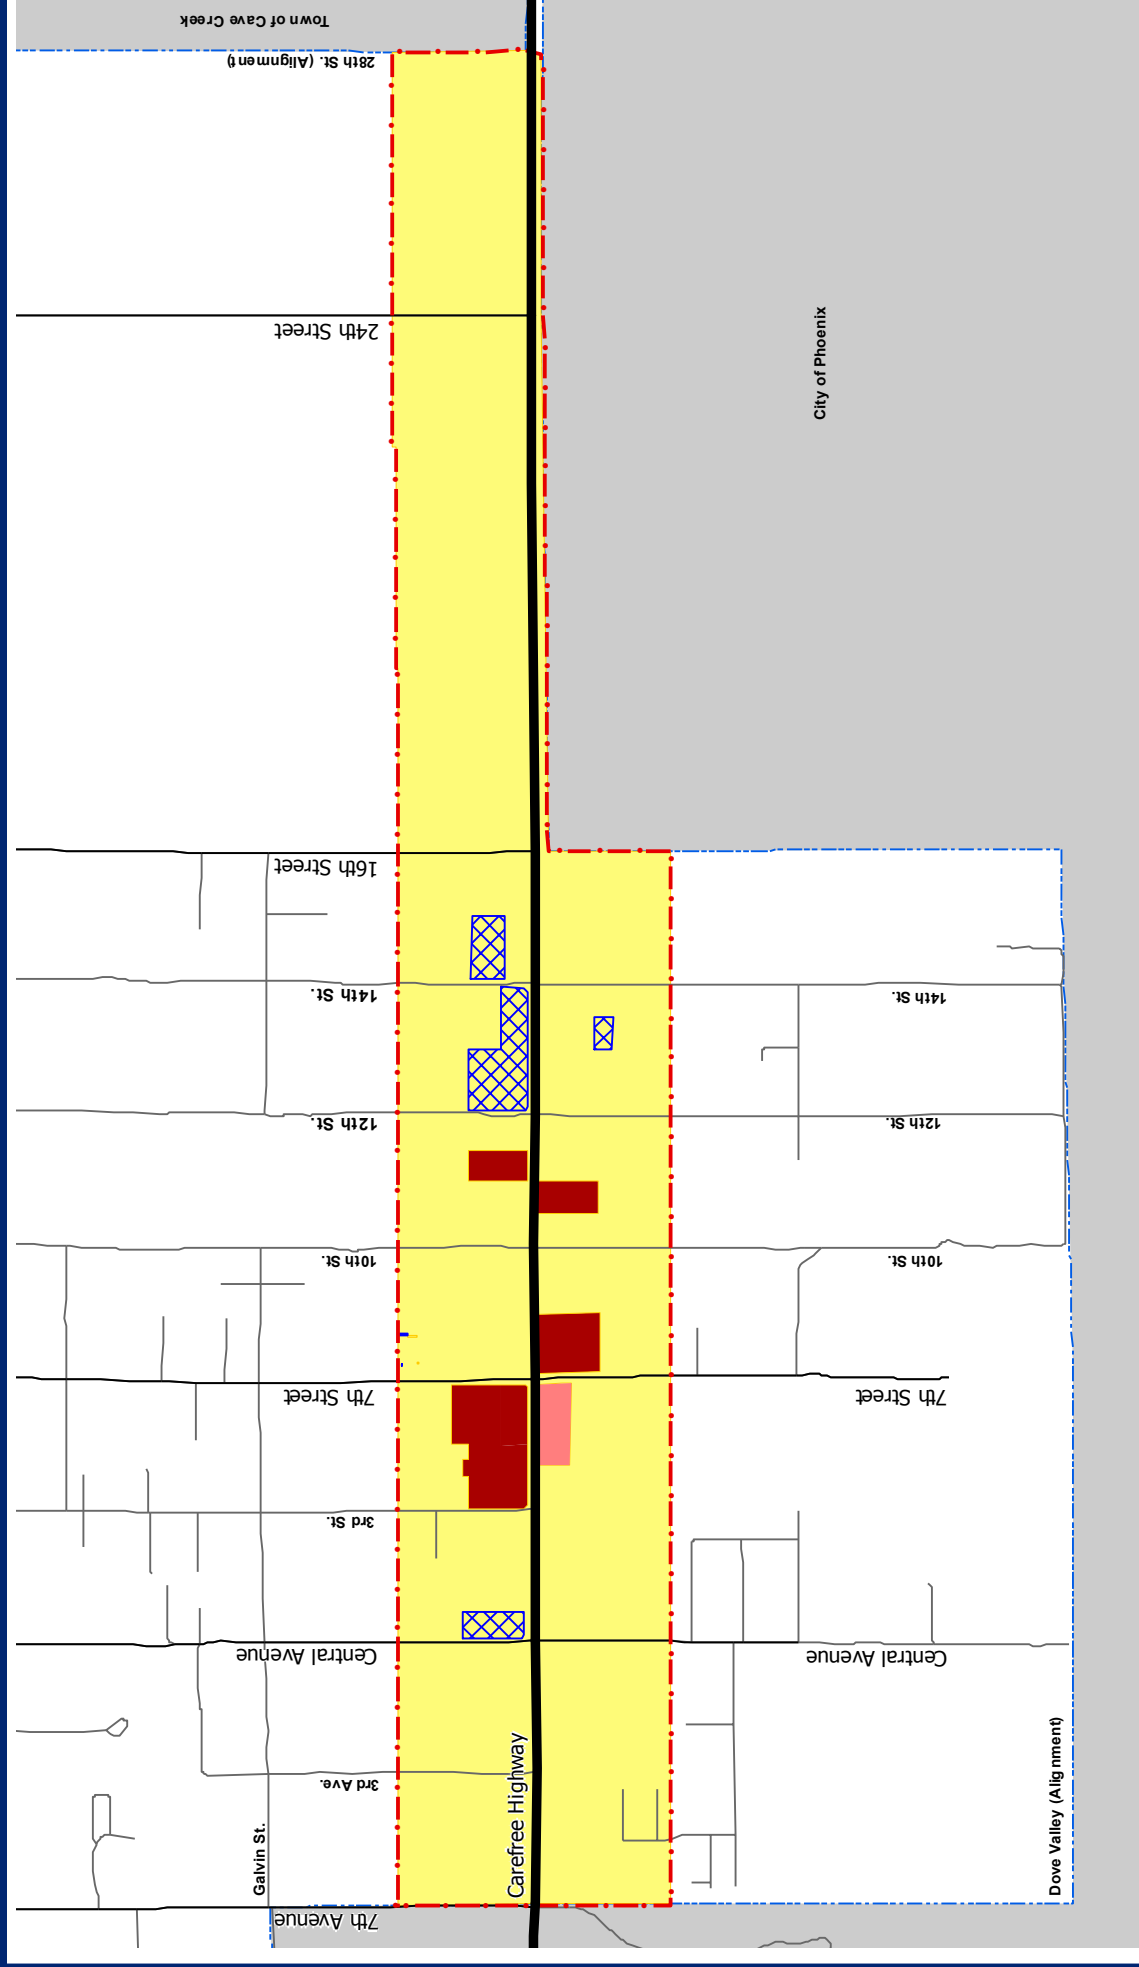 Town of Cave Creek
28th St. (Alignment)
24th Street
City of Phoenix
16th Street
14th St.
14th St.
12th St.
12th St.
10th St.
10th St.
7th Street
7th Street
3rd St.
Central Avenue
Central Avenue
3rd Ave.
Galvin St.
Carefree Highway
Dove Valley (Alignment)
7th Avenue